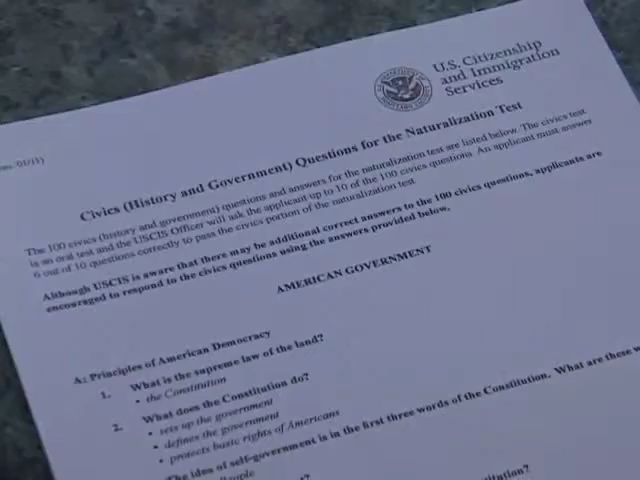 U.S. Citizenship
and Immigration
Services
01/11)
Civics (History and Government) Questions for the Naturalization Test
The 100 civics (history and government) questions and answers for the naturalization test are listed below. The civics test
is an oral test and the USCIS Officer will ask the applicant up to 10 of the 100 civics questions. An applicant must answer
6 out of 10 questions correctly to pass the civics portion of the naturalization test.
Although USCIS is aware that there may be additional correct answers to the 100 civics questions, applicants are
encouraged to respond to the civics questions using the answers provided below.
AMERICAN GOVERNMENT
A: Principles of American Democracy
1. What is the supreme law of the land?
• the Constitution
2. What does the Constitution do?
• sets up the government
• defines the government
• protects basic rights of Americans
The idea of self-government is in the first three words of the Constitution. What are these